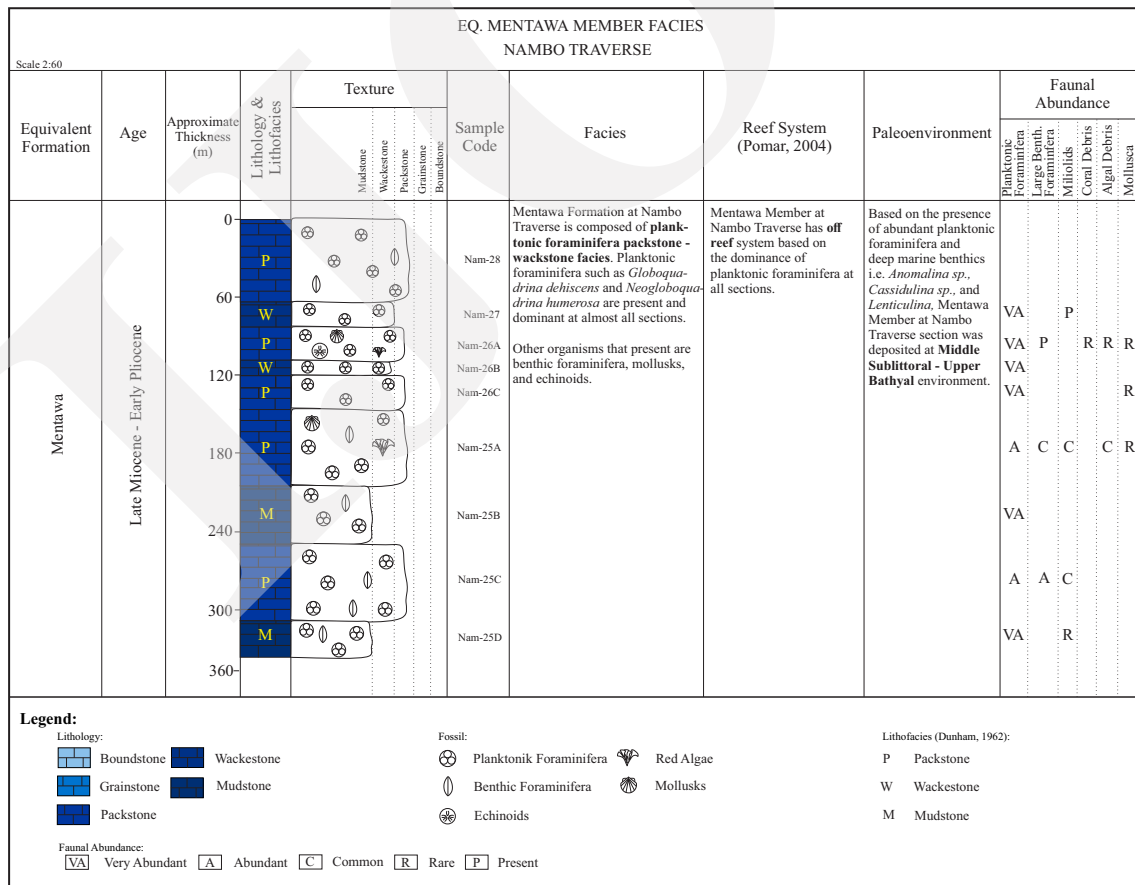 EQ. MENTAWA MEMBER FACIES
NAMBO TRAVERSE
Scale 2:60
Equivalent
Formation
Age
Approximate
Thickness
(m)
Lithology &
Lithofacies
Texture
Mudstone
Wackestone
Packstone
Grainstone
Boundstone
Sample
Code
Facies
Reef System
(Pomar, 2004)
Paleoenvironment
Faunal
Abundance
Planktonic
Foraminfera
Large Benth.
Foraminifera
Miliolids
Coral Debris
Algal Debris
Mollusca
Mentawa
Late Miocene - Early Pliocene
0
60
120
180
240
300
360
P
W
P
W
P
P
M
P
M
Nam-28
Nam-27
Nam-26A
Nam-26B
Nam-26C
Nam-25A
Nam-25B
Nam-25C
Nam-25D
Mentawa Formation at Nambo
Traverse is composed of plank-
tonic foraminifera packstone -
wackstone facies. Planktonic
foraminifera such as Globoqua-
drina dehiscens and Neogloboqua-
drina humerosa are present and
dominant at almost all sections.
Other organisms that present are
benthic foraminifera, mollusks,
and echinoids.
Mentawa Member at
Nambo Traverse has off
reef system based on
the dominance of
planktonic foraminifera at
all sections.
Based on the presence
of abundant planktonic
foraminifera and
deep marine benthics
i.e. Anomalina sp.,
Cassidulina sp., and
Lenticulina, Mentawa
Member at Nambo
Traverse section was
deposited at Middle
Sublittoral - Upper
Bathyal environment.
VA P
VA P R R R
VA
VA R
A C C C R
VA
A A C
VA R
Legend:
Lithology:
Boundstone
Grainstone
Packstone
Wackestone
Mudstone
Fossil:
Planktonik Foraminifera
Benthic Foraminifera
Echinoids
Red Algae
Mollusks
Lithofacies (Dunham, 1962):
P Packstone
W Wackestone
M Mudstone
Faunal Abundance:
VA Very Abundant A Abundant C Common R Rare P Present